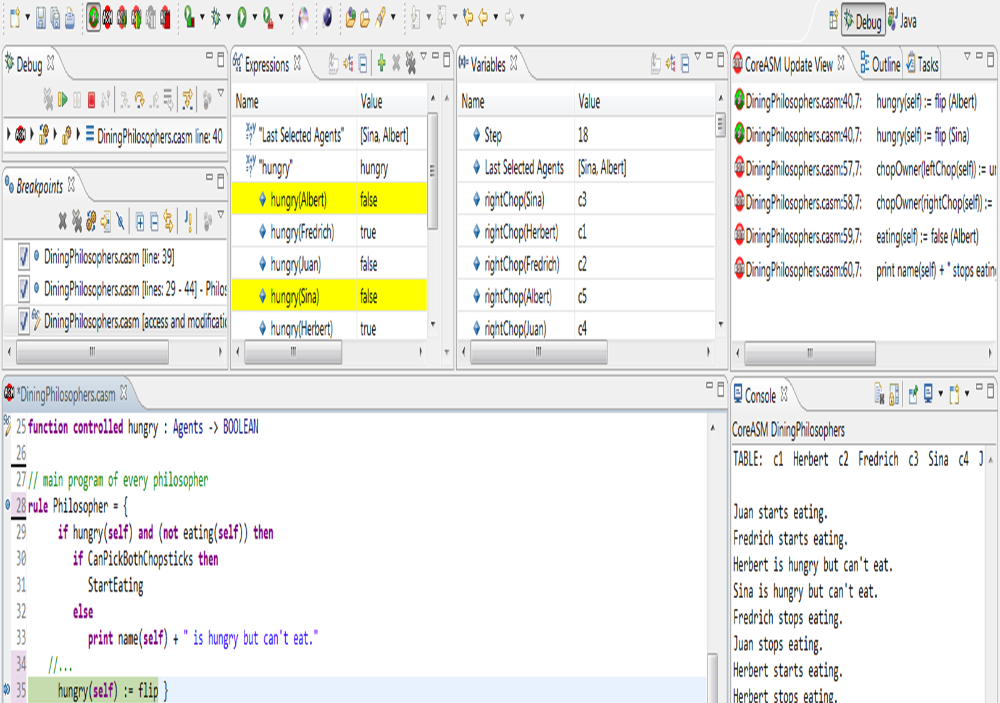 Debug
Java
Debug
DiningPhilosophers.casm line: 40
Breakpoints
DiningPhilosophers.casm [line: 39]
DiningPhilosophers.casm [lines: 29 - 44] - Philos
DiningPhilosophers.casm [access and modificatio
Expressions
Name Value
"Last Selected Agents" [Sina, Albert]
"hungry" hungry
hungry(Albert) false
hungry(Fredrich) true
hungry(Juan) false
hungry(Sina) false
hungry(Herbert) true
Variables
Name Value
Step 18
Last Selected Agents [Sina, Albert]
rightChop(Sina) c3
rightChop(Herbert) c1
rightChop(Fredrich) c2
rightChop(Albert) c5
rightChop(Juan) c4
CoreASM Update View Outline Tasks
DiningPhilosophers.casm:40,7: hungry(self) := flip (Albert)
DiningPhilosophers.casm:40,7: hungry(self) := flip (Sina)
DiningPhilosophers.casm:57,7: chopOwner(leftChop(self)) := un
DiningPhilosophers.casm:58,7: chopOwner(rightChop(self)) :=
DiningPhilosophers.casm:59,7: eating(self) := false (Albert)
DiningPhilosophers.casm:60,7: print name(self) + " stops eating
*DiningPhilosophers.casm
25 function controlled hungry : Agents -> BOOLEAN
26
27 // main program of every philosopher
28 rule Philosopher = {
29 if hungry(self) and (not eating(self)) then
30 if CanPickBothChopsticks then
31 StartEating
32 else
33 print name(self) + " is hungry but can't eat."
34 //...
35 hungry(self) := flip }
Console
CoreASM DiningPhilosophers
TABLE: c1 Herbert c2 Fredrich c3 Sina c4 J
Juan starts eating.
Fredrich starts eating.
Herbert is hungry but can't eat.
Sina is hungry but can't eat.
Fredrich stops eating.
Juan stops eating.
Herbert starts eating.
Herbert stops eating.